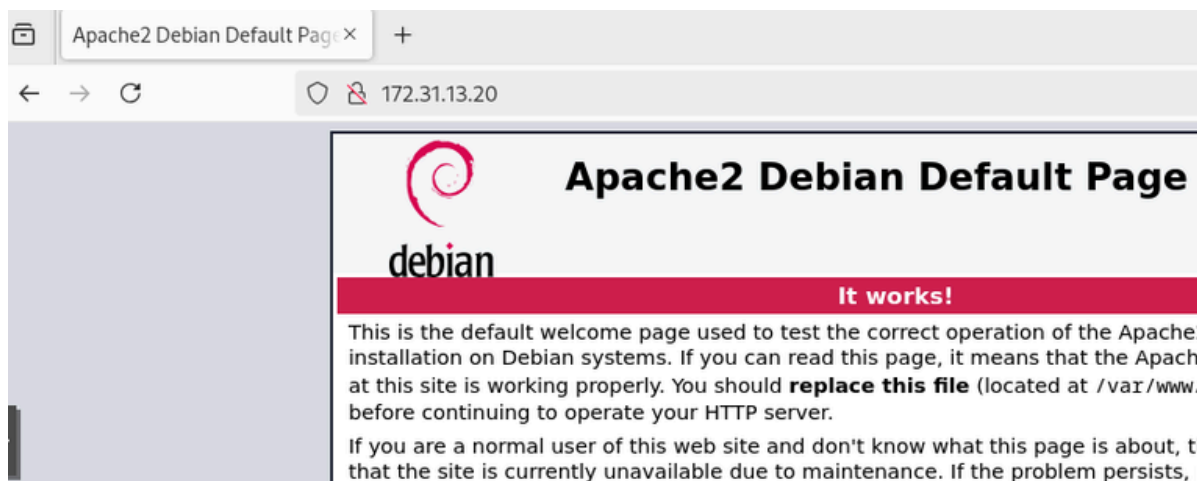 Apache2 Debian Default Page
172.31.13.20
Apache2 Debian Default Page
debian
It works!
This is the default welcome page used to test the correct operation of the Apache
installation on Debian systems. If you can read this page, it means that the Apach
at this site is working properly. You should replace this file (located at /var/www
before continuing to operate your HTTP server.
If you are a normal user of this web site and don't know what this page is about, t
that the site is currently unavailable due to maintenance. If the problem persists,